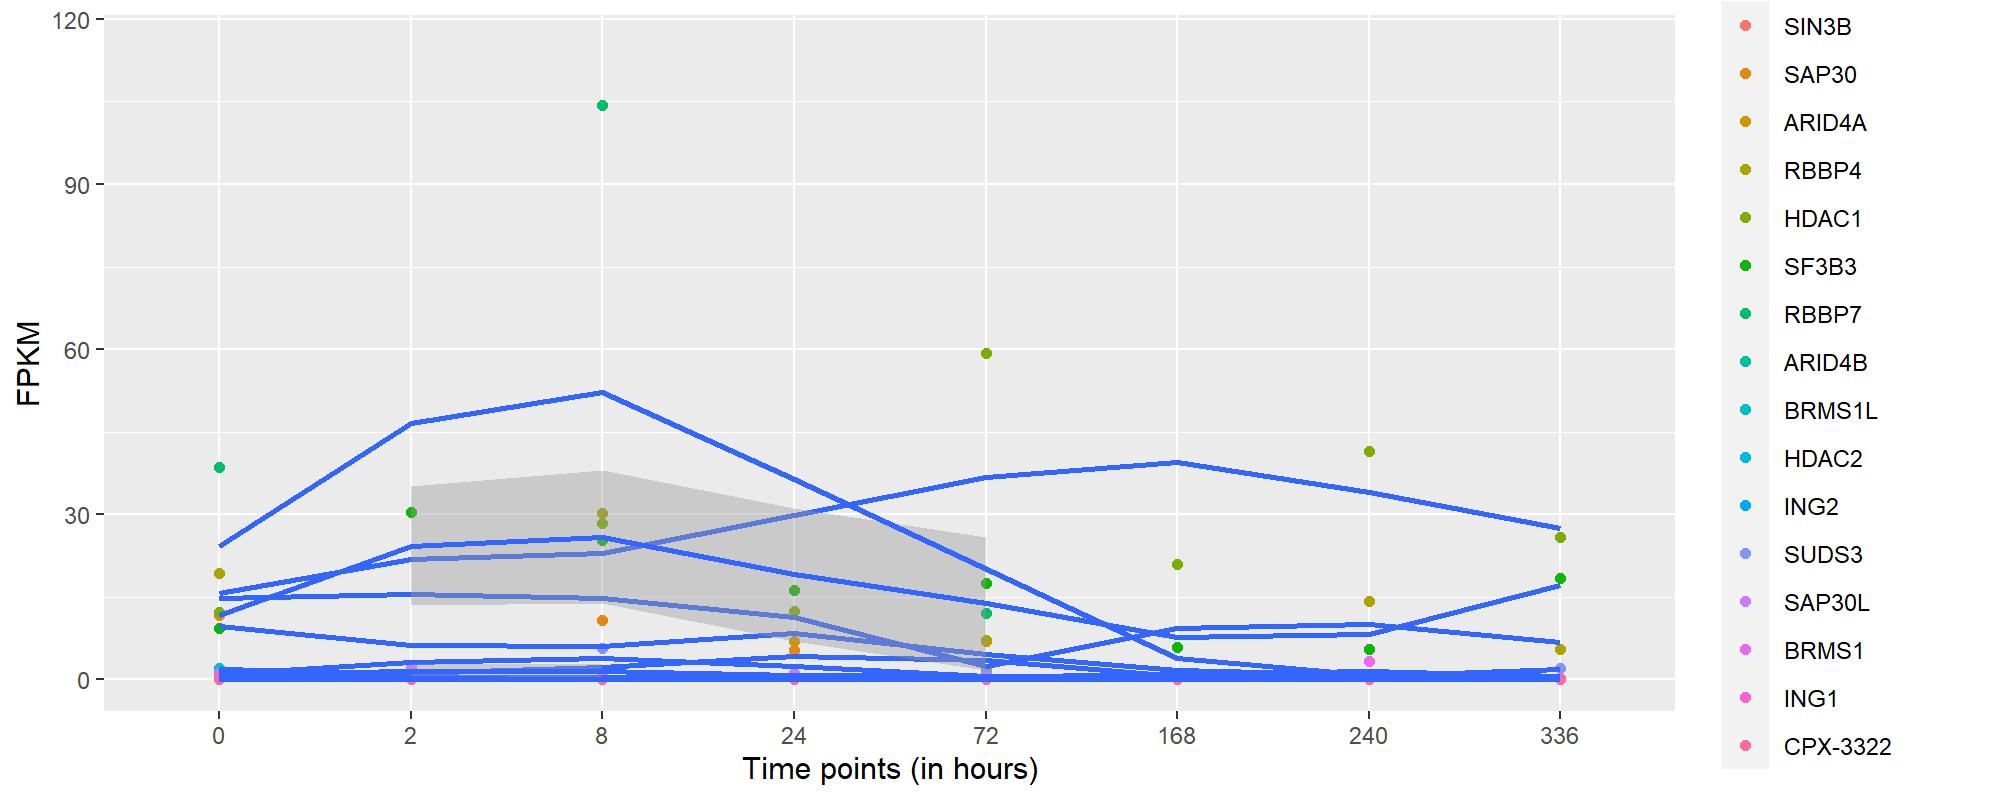 120
90
60
30
0
FPKM
0 2 8 24 72 168 240 336
Time points (in hours)
SIN3B
SAP30
ARID4A
RBBP4
HDAC1
SF3B3
RBBP7
ARID4B
BRMS1L
HDAC2
ING2
SUDS3
SAP30L
BRMS1
ING1
CPX-3322